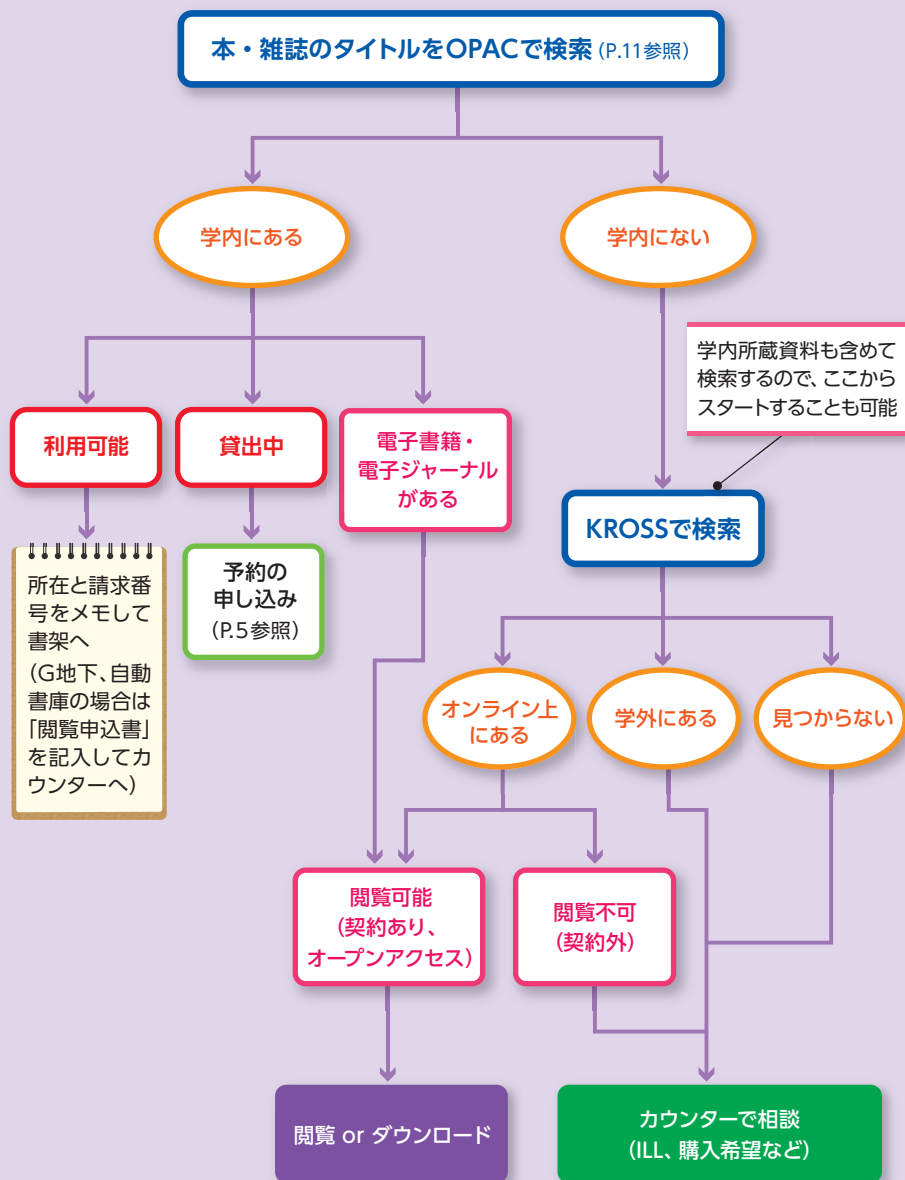 本・雑誌のタイトルをOPACで検索 (P.11参照)
学内にある
学内にない
学内所蔵資料も含めて
検索するので、ここから
スタートすることも可能
利用可能
貸出中
電子書籍・
電子ジャーナル
がある
KROSSで検索
所在と請求番
号をメモして
書架へ
(G地下、自動
書庫の場合は
「閲覧申込書」
を記入してカ
ウンターへ)
予約の
申し込み
(P.5参照)
オンライン上
にある
学外にある
見つからない
閲覧可能
(契約あり、
オープンアクセス)
閲覧不可
(契約外)
閲覧 or ダウンロード
カウンターで相談
(ILL、購入希望など)